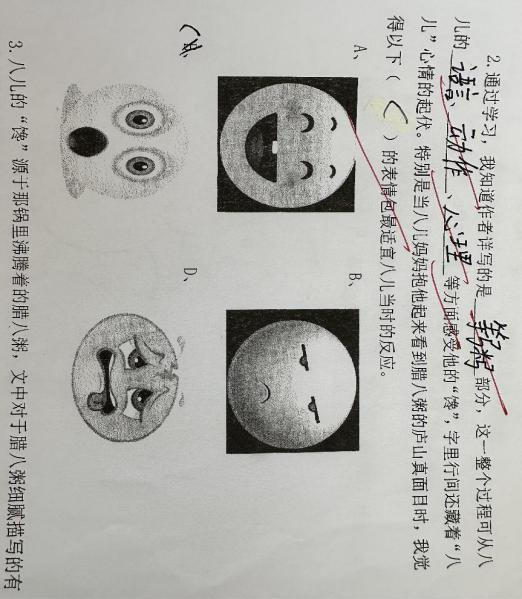 2. 通过学习，我知道作者详写的是 等粥 部分，这一整个过程可从八
儿的 语言、动作、心理 等方面感受他的“馋”，字里行间还藏着“八
儿”心情的起伏。特别是当八儿妈妈抱他起来看到腊八粥的庐山真面目时，我觉
得以下（ C ）的表情包最适宜八儿当时的反应。
A、 B、
D、
3. 八儿的“馋”源于那锅里沸腾着的腊八粥，文中对于腊八粥细腻描写的有